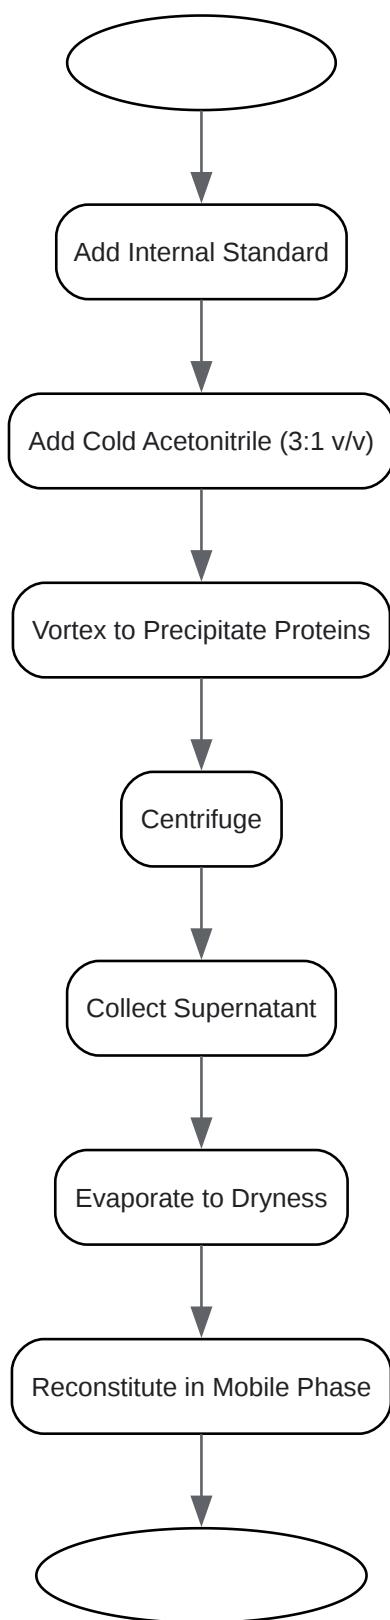 Add Internal Standard
Add Cold Acetonitrile (3:1 v/v)
Vortex to Precipitate Proteins
Centrifuge
Collect Supernatant
Evaporate to Dryness
Reconstitute in Mobile Phase